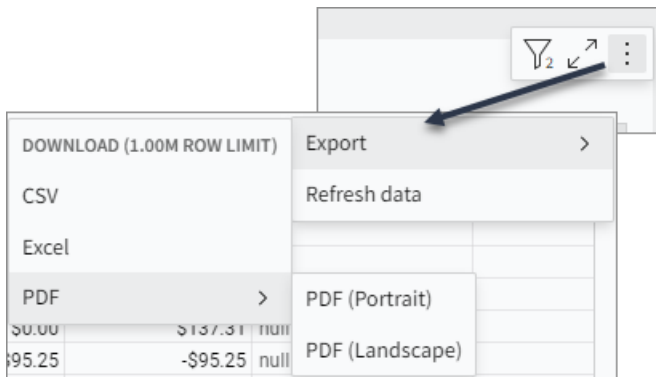 2
DOWNLOAD (1.00M ROW LIMIT)
Export
CSV
Refresh data
Excel
PDF
PDF (Portrait)
PDF (Landscape)
$0.00 $137.31 null
$95.25 -$95.25 null